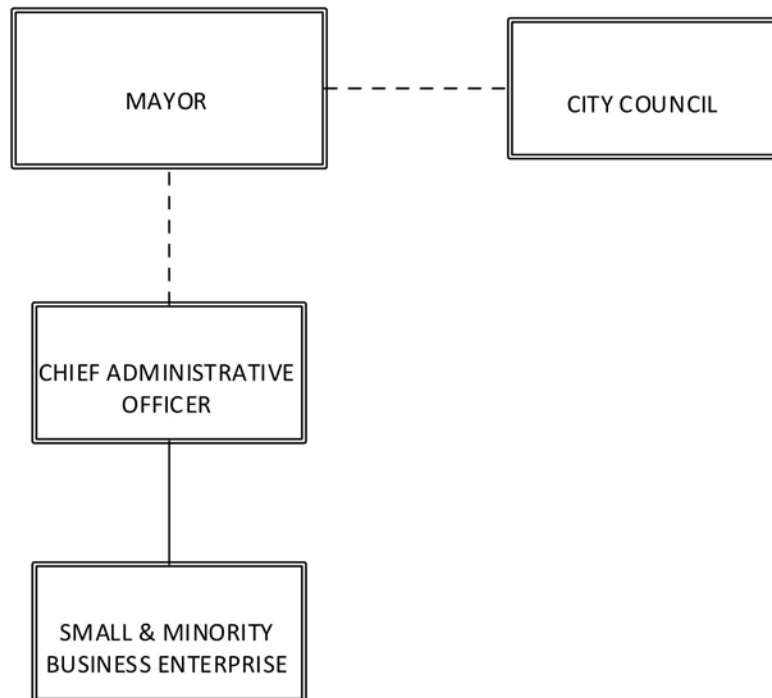 MAYOR
CITY COUNCIL
CHIEF ADMINISTRATIVE
OFFICER
SMALL & MINORITY
BUSINESS ENTERPRISE